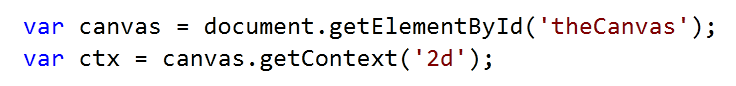 var canvas = document.getElementById('theCanvas');
var ctx = canvas.getContext('2d');